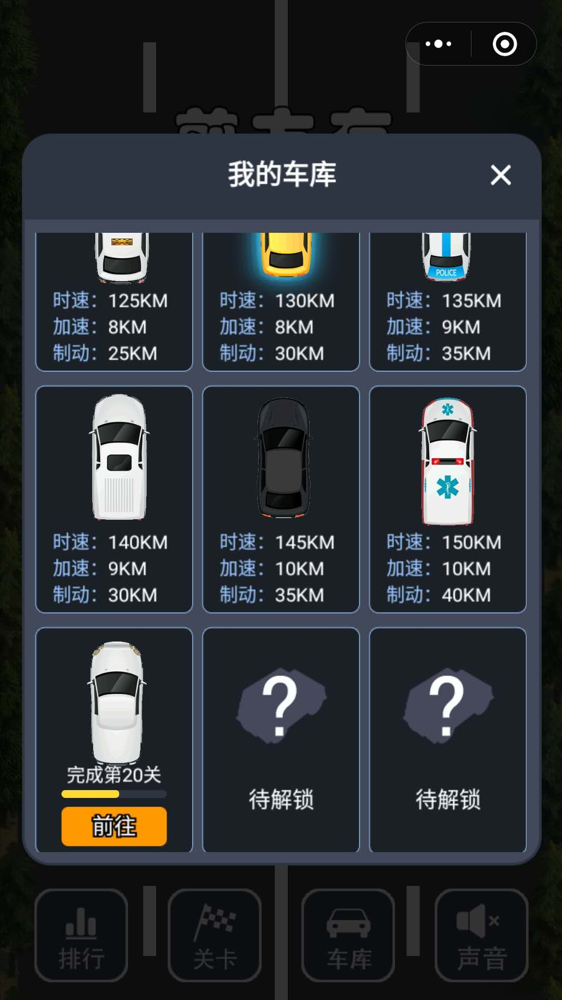 我的车库
POLICE
时速：125KM
加速：8KM
制动：25KM
时速：130KM
加速：8KM
制动：30KM
时速：135KM
加速：9KM
制动：35KM
时速：140KM
加速：9KM
制动：30KM
时速：145KM
加速：10KM
制动：35KM
时速：150KM
加速：10KM
制动：40KM
完成第20关
前往
?
待解锁
?
待解锁
排行
关卡
车库
声音